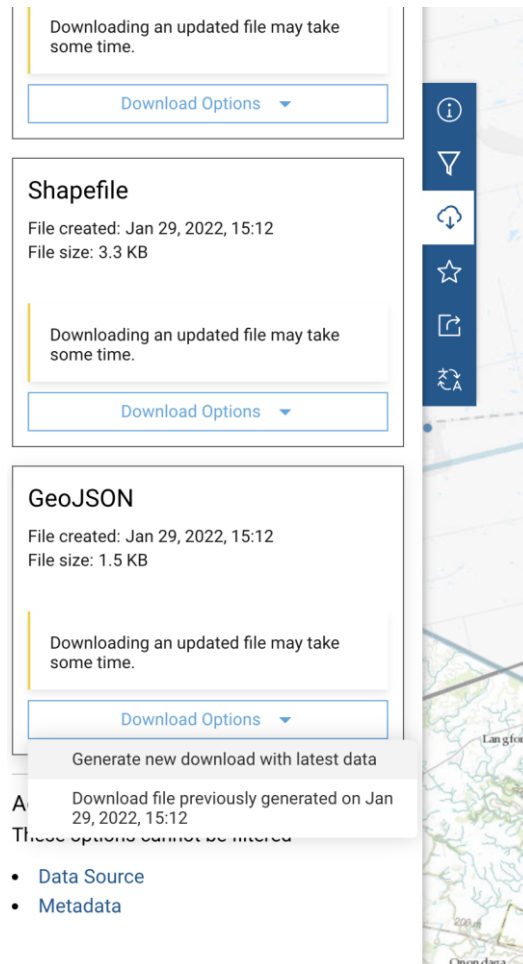 Downloading an updated file may take
some time.
Download Options
Shapefile
File created: Jan 29, 2022, 15:12
File size: 3.3 KB
Downloading an updated file may take
some time.
Download Options
GeoJSON
File created: Jan 29, 2022, 15:12
File size: 1.5 KB
Downloading an updated file may take
some time.
Download Options
Generate new download with latest data
Download file previously generated on Jan
29, 2022, 15:12
These options cannot be filtered
Data Source
Metadata
Langfor
200 m
Onondaga